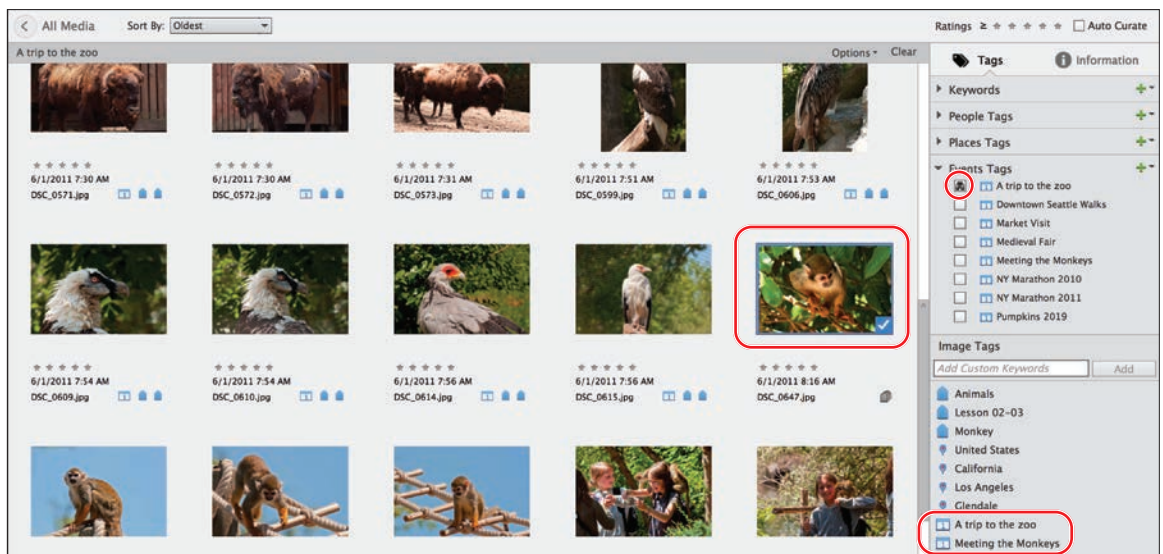 All Media Sort By: Oldest Ratings ≥ Auto Curate
A trip to the zoo Options Clear
6/1/2011 7:30 AM 6/1/2011 7:30 AM 6/1/2011 7:31 AM 6/1/2011 7:51 AM 6/1/2011 7:53 AM
DSC_0571.jpg DSC_0572.jpg DSC_0573.jpg DSC_0599.jpg DSC_0606.jpg
6/1/2011 7:54 AM 6/1/2011 7:54 AM 6/1/2011 7:56 AM 6/1/2011 7:56 AM 6/1/2011 8:16 AM
DSC_0609.jpg DSC_0610.jpg DSC_0614.jpg DSC_0615.jpg DSC_0647.jpg
Tags Information
Keywords
People Tags
Places Tags
Events Tags
A trip to the zoo
Downtown Seattle Walks
Market Visit
Medieval Fair
Meeting the Monkeys
NY Marathon 2010
NY Marathon 2011
Pumpkins 2019
Image Tags
Add Custom Keywords Add
Animals
Lesson 02-03
Monkey
United States
California
Los Angeles
Glendale
A trip to the zoo
Meeting the Monkeys